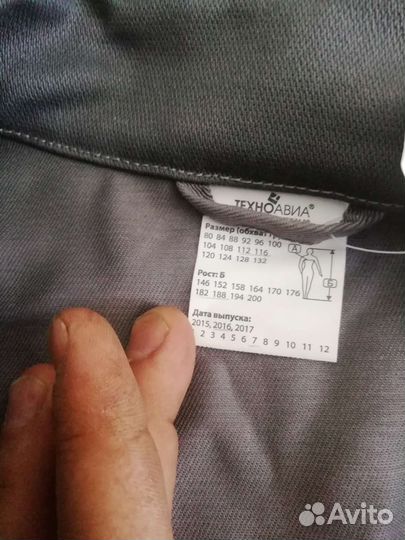 ТЕХНОАВИА®
Размер (обхват
80 84 88 92 96 100
104 108 112 116
120 124 128 132
А
Рост: Б
146 152 158 164 170 176
182 188 194 200
Б
Дата выпуска:
2015, 2016, 2017
2 3 4 5 6 7 8 9 10 11 12
Avito